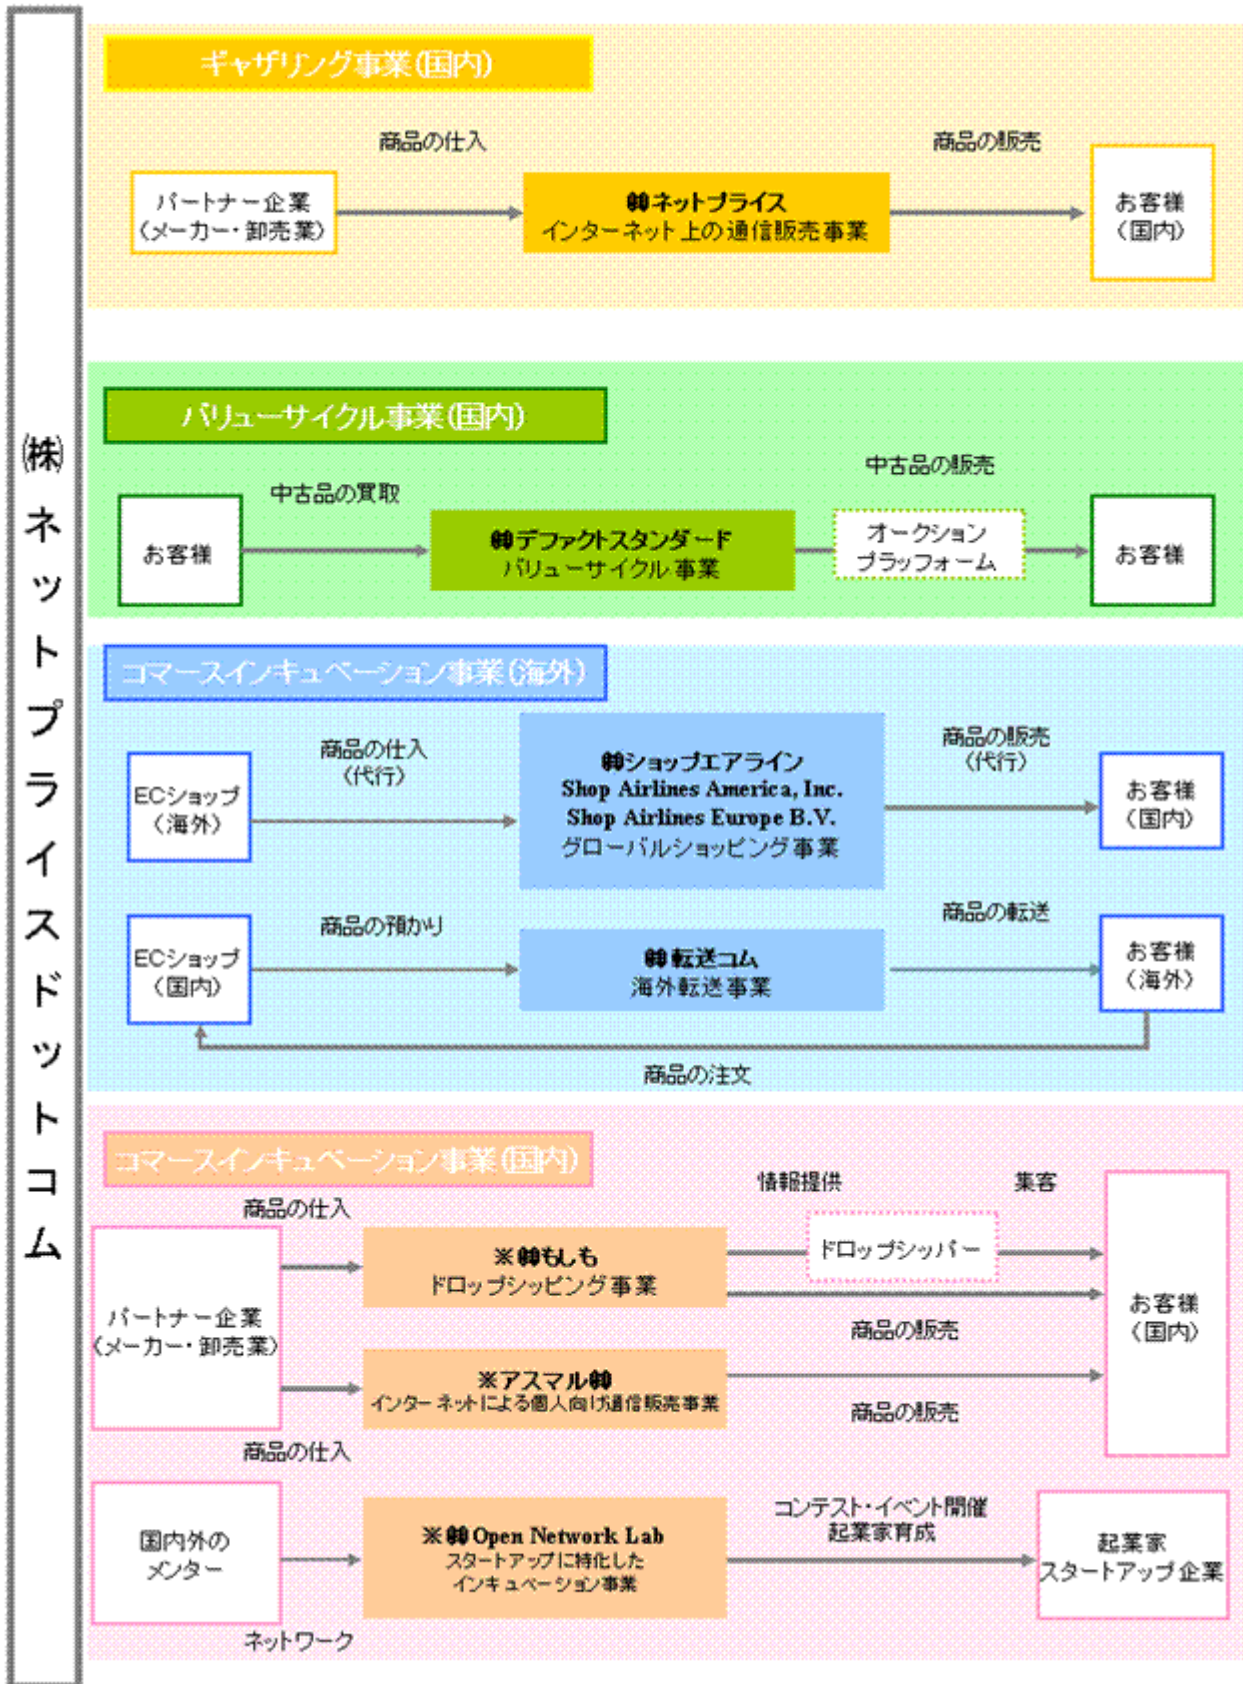 ㈱ネットプライスドットコム
ギャザリング事業(国内)
商品の仕入
商品の販売
パートナー企業
(メーカー・卸売業)
㈱ネットプライス
インターネット上の通信販売事業
お客様
(国内)
バリューサイクル事業(国内)
中古品の買取
中古品の販売
お客様
㈱デファクトスタンダード
バリューサイクル事業
オークション
プラッフォーム
お客様
コマースインキュベーション事業(海外)
商品の仕入
(代行)
商品の販売
(代行)
ECショップ
(海外)
㈱ショップエアライン
Shop Airlines America, Inc.
Shop Airlines Europe B.V.
グローバルショッピング事業
お客様
(国内)
商品の預かり
商品の転送
ECショップ
(国内)
㈱転送コム
海外転送事業
お客様
(海外)
商品の注文
コマースインキュベーション事業(国内)
商品の仕入
情報提供
集客
※㈱もしも
ドロップシッピング事業
ドロップシッパー
パートナー企業
(メーカー・卸売業)
お客様
(国内)
商品の販売
※アスマル㈱
インターネットによる個人向け通信販売事業
商品の販売
商品の仕入
国内外の
メンター
※㈱Open Network Lab
スタートアップに特化した
インキュベーション事業
コンテスト・イベント開催
起業家育成
起業家
スタートアップ企業
ネットワーク